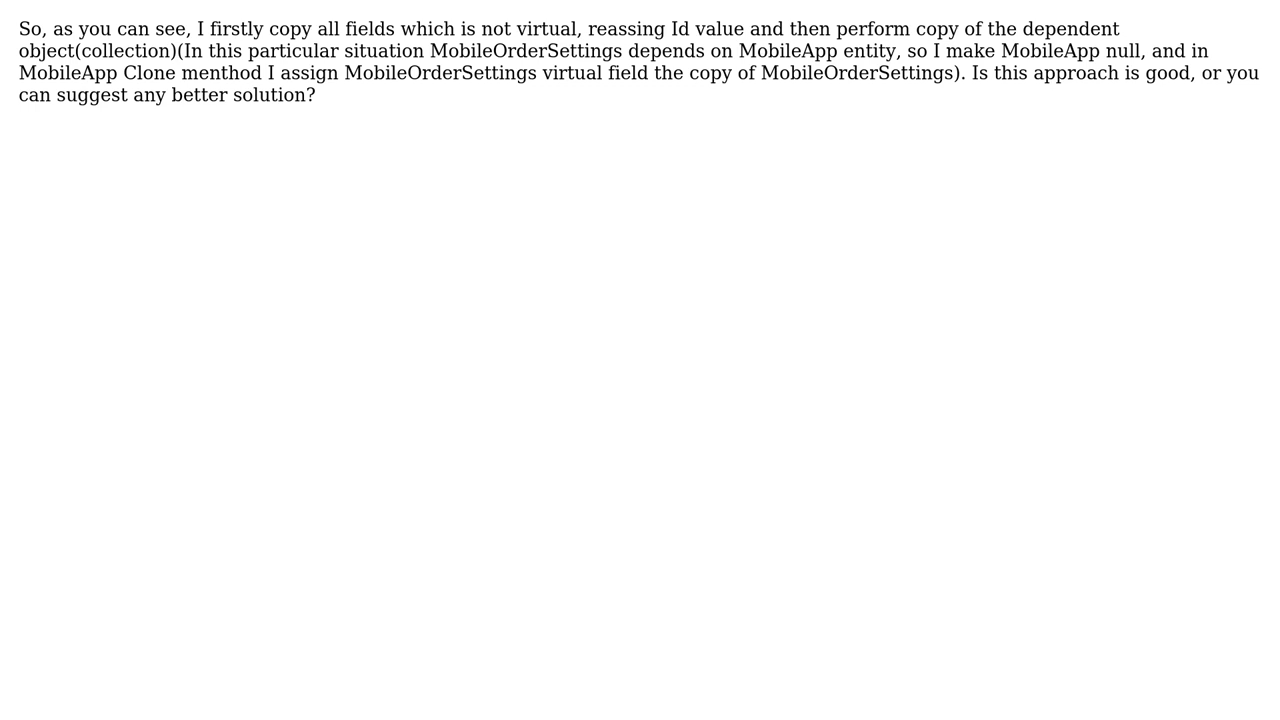 So, as you can see, I firstly copy all fields which is not virtual, reassing Id value and then perform copy of the dependent
object(collection)(In this particular situation MobileOrderSettings depends on MobileApp entity, so I make MobileApp null, and in
MobileApp Clone menthod I assign MobileOrderSettings virtual field the copy of MobileOrderSettings). Is this approach is good, or you
can suggest any better solution?